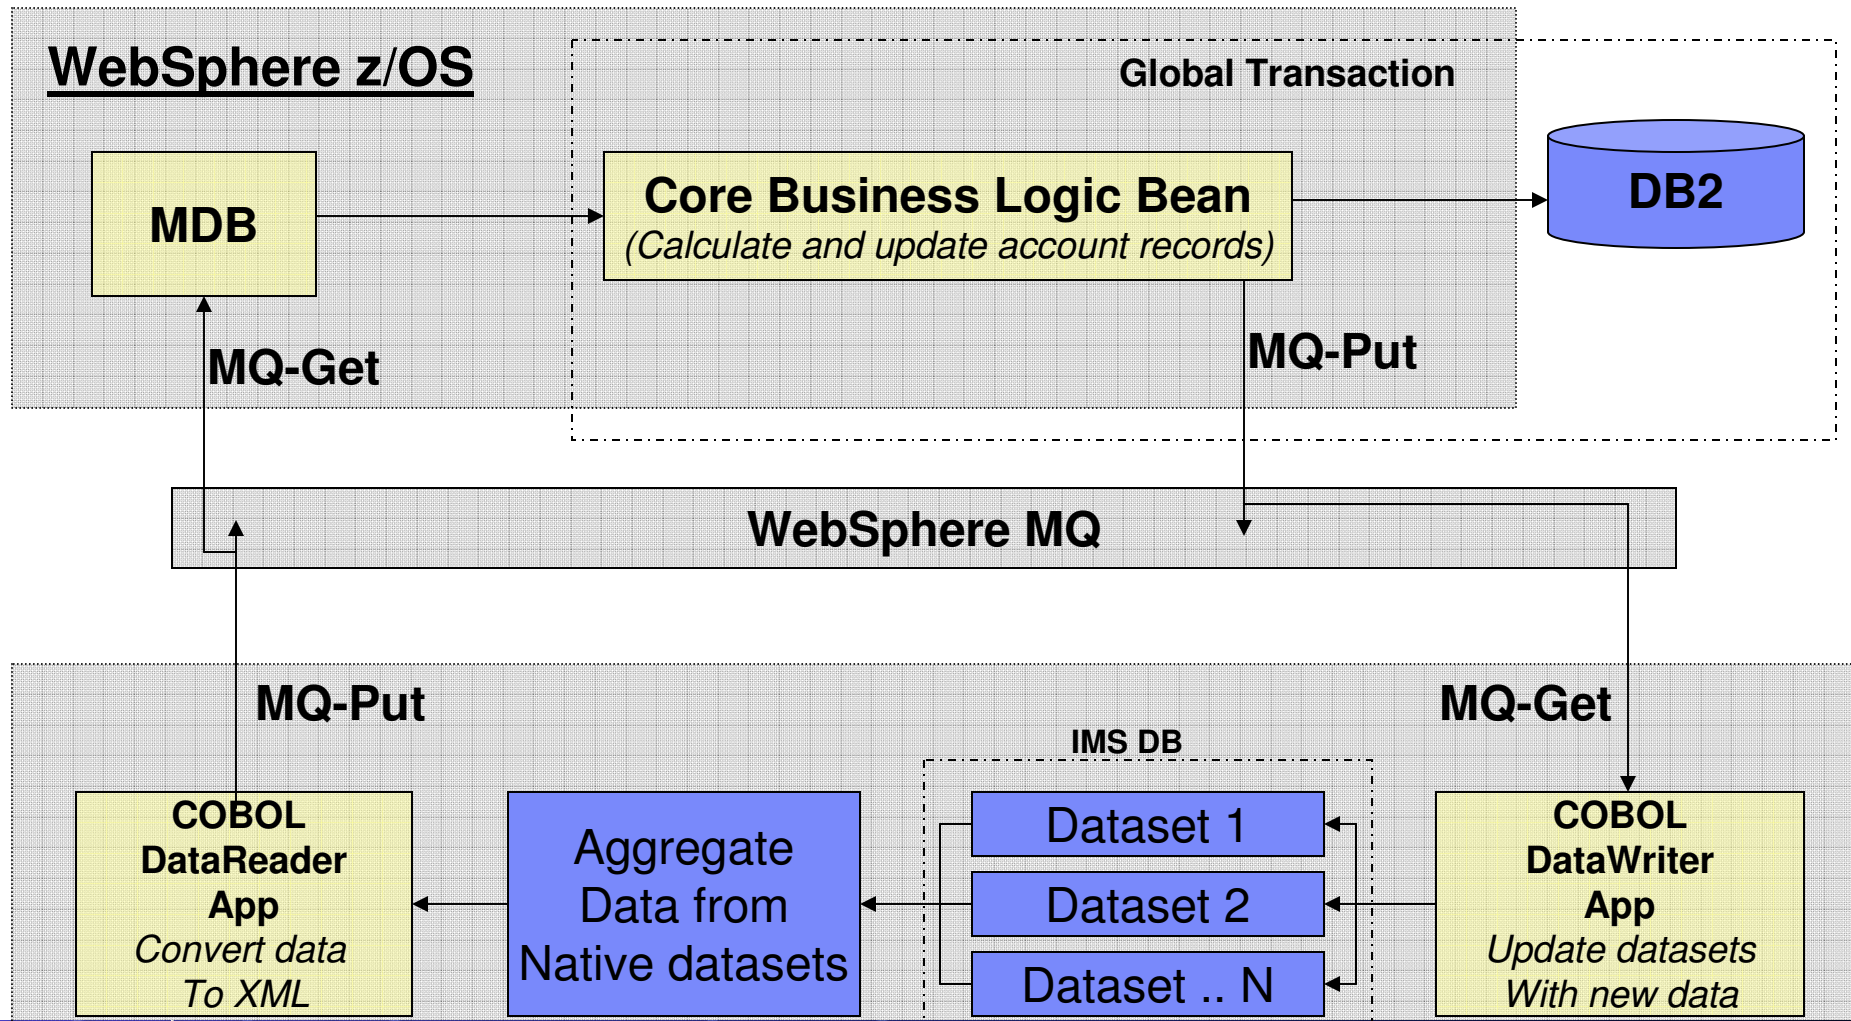 WebSphere z/OS
Global Transaction
MDB
Core Business Logic Bean
(Calculate and update account records)
DB2
MQ-Get
MQ-Put
WebSphere MQ
MQ-Put
MQ-Get
IMS DB
COBOL
DataReader
App
Convert data
To XML
Aggregate
Data from
Native datasets
Dataset 1
Dataset 2
Dataset .. N
COBOL
DataWriter
App
Update datasets
With new data